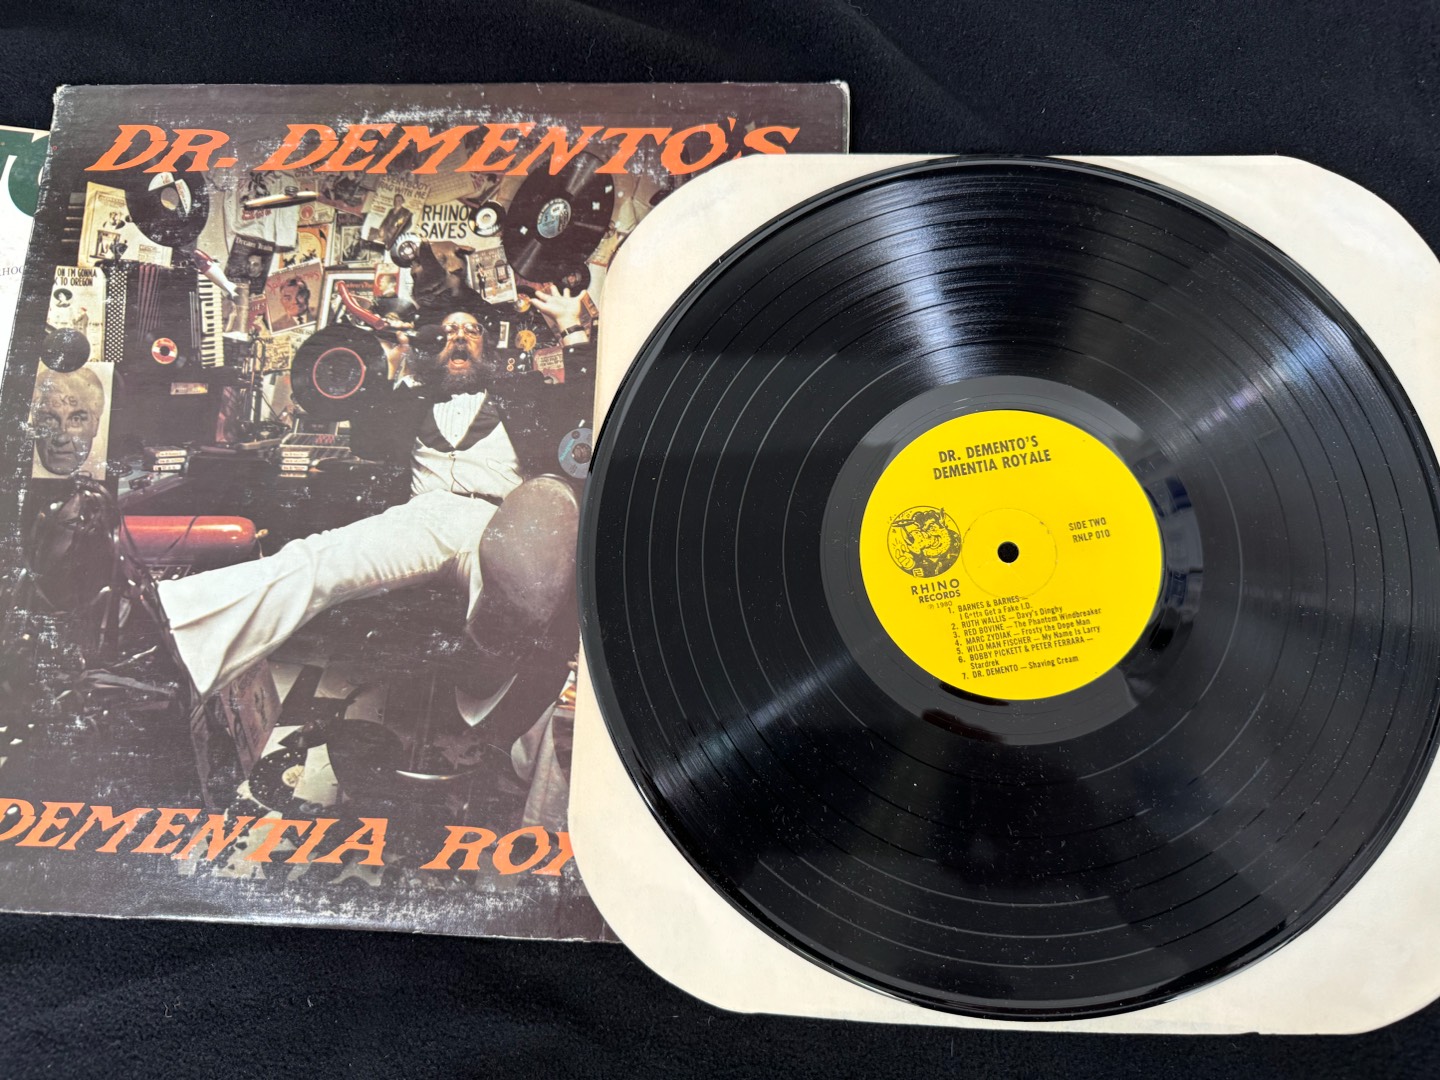 DR. DEMENTO'S
RHINO
SAVES
ON I'M GONNA
TO OREGON
DEMENTIA ROY
DR. DEMENTO'S
DEMENTIA ROYALE
SIDE TWO
RNLP 010
RHINO
RECORDS
℗ 1980
1. BARNES & BARNES —
I Gotta Get a Fake I.D.
2. RUTH WALLIS — Davy's Dinghy
3. RED BOVINE — The Phantom Windbreaker
4. MARC ZYDIAK — Frosty the Dope Man
5. WILD MAN FISCHER — My Name Is Larry
6. BOBBY PICKETT & PETER FERRARA —
Stardrek
7. DR. DEMENTO — Shaving Cream